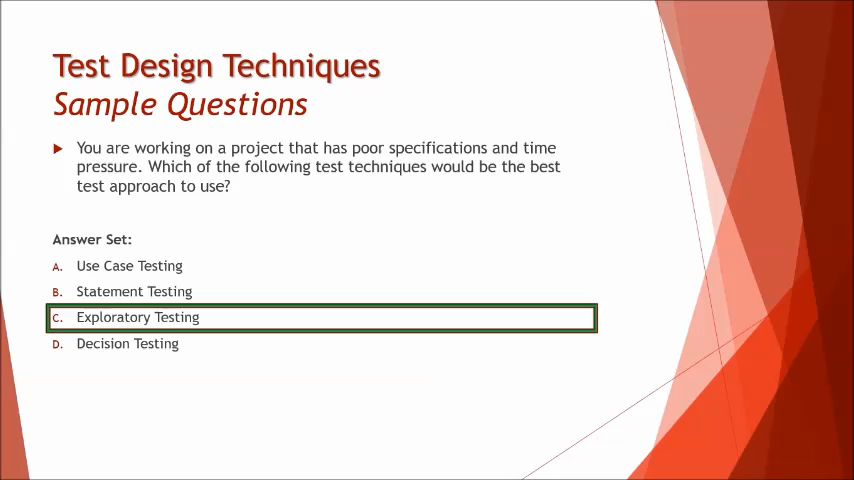 Test Design Techniques
Sample Questions
You are working on a project that has poor specifications and time
pressure. Which of the following test techniques would be the best
test approach to use?
Answer Set:
A. Use Case Testing
B. Statement Testing
C. Exploratory Testing
D. Decision Testing